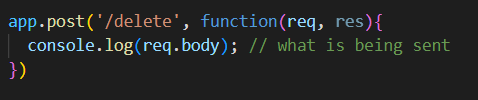 app.post('/delete', function(req, res){
  console.log(req.body); // what is being sent
})